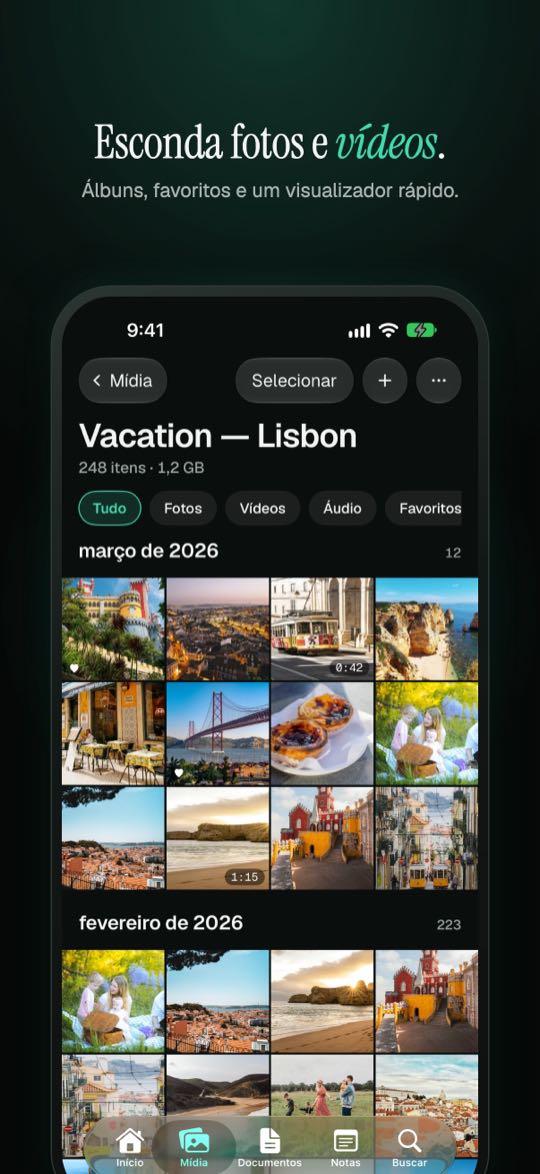 Esconda fotos e vídeos.
Álbuns, favoritos e um visualizador rápido.
9:41
Mídia
Selecionar
Vacation — Lisbon
248 itens · 1,2 GB
Tudo
Fotos
Vídeos
Áudio
Favoritos
março de 2026
12
0:42
1:15
fevereiro de 2026
223
Início
Mídia
Documentos
Notas
Buscar